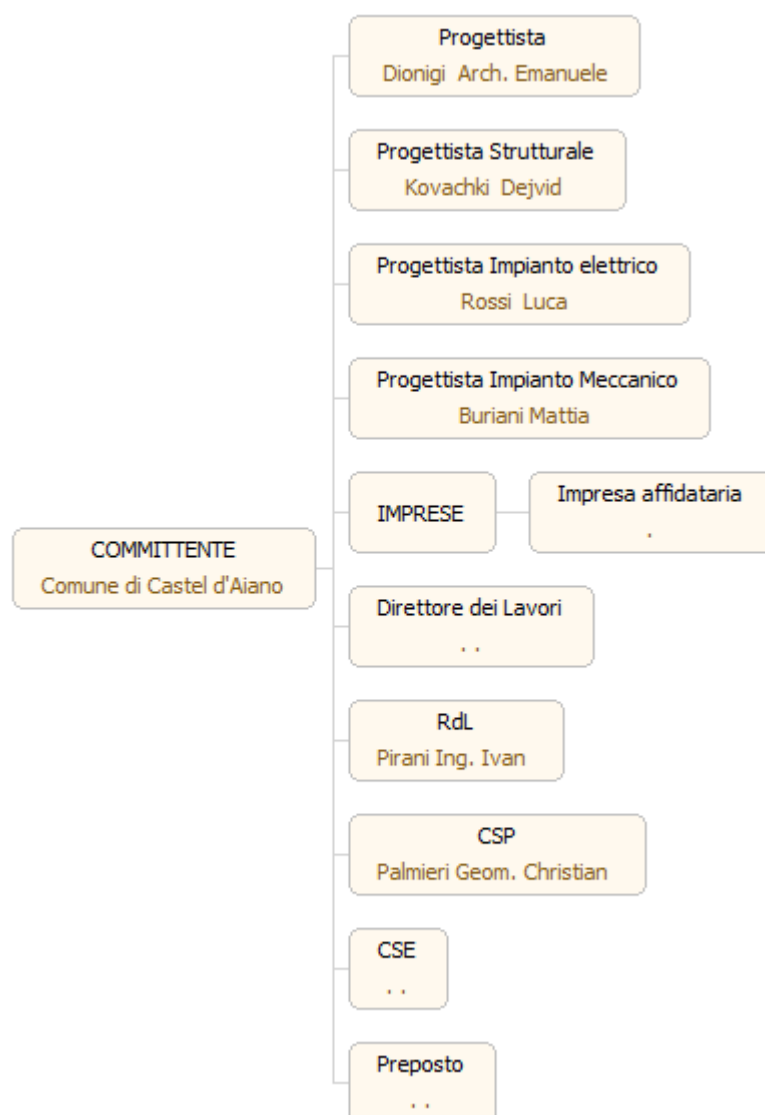 Progettista
Dionigi  Arch. Emanuele
Progettista Strutturale
Kovachki  Dejvid
Progettista Impianto elettrico
Rossi  Luca
Progettista Impianto Meccanico
Buriani Mattia
IMPRESE
Impresa affidataria
.
COMMITTENTE
Comune di Castel d'Aiano
Direttore dei Lavori
. .
RdL
Pirani Ing. Ivan
CSP
Palmieri Geom. Christian
CSE
. .
Preposto
. .